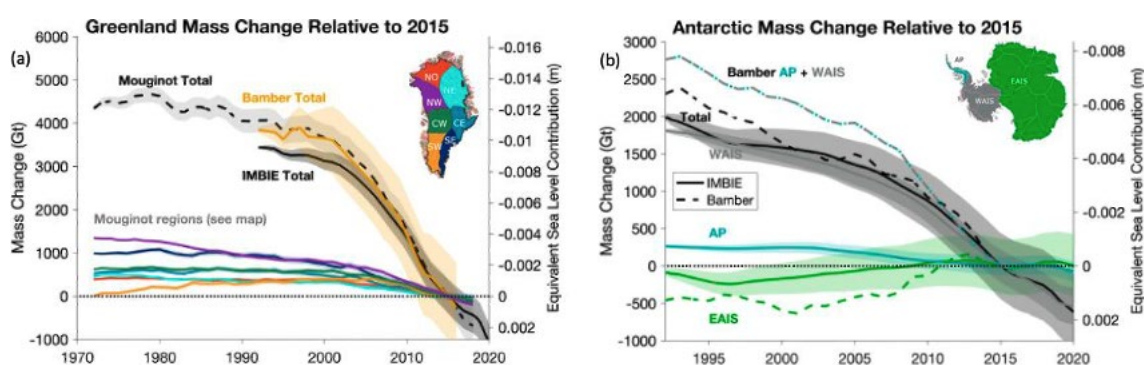 Greenland Mass Change Relative to 2015
(a)
6000
5000
4000
3000
2000
1000
0
-1000
Mass Change (Gt)
Mouginot Total
Bamber Total
IMBIE Total
Mouginot regions (see map)
NO
NE
NW
CW
CE
SW
SE
-0.016
-0.014
-0.012
-0.010
-0.008
-0.006
-0.004
-0.002
0
0.002
Equivalent Sea Level Contribution (m)
1970
1980
1990
2000
2010
2020
Antarctic Mass Change Relative to 2015
(b)
3000
2500
2000
1500
1000
500
0
-500
-1000
Mass Change (Gt)
Bamber AP + WAIS
Total
WAIS
IMBIE
Bamber
AP
EAIS
AP
WAIS
EAIS
-0.008
-0.006
-0.004
-0.002
0
0.002
Equivalent Sea Level Contribution (m)
1995
2000
2005
2010
2015
2020